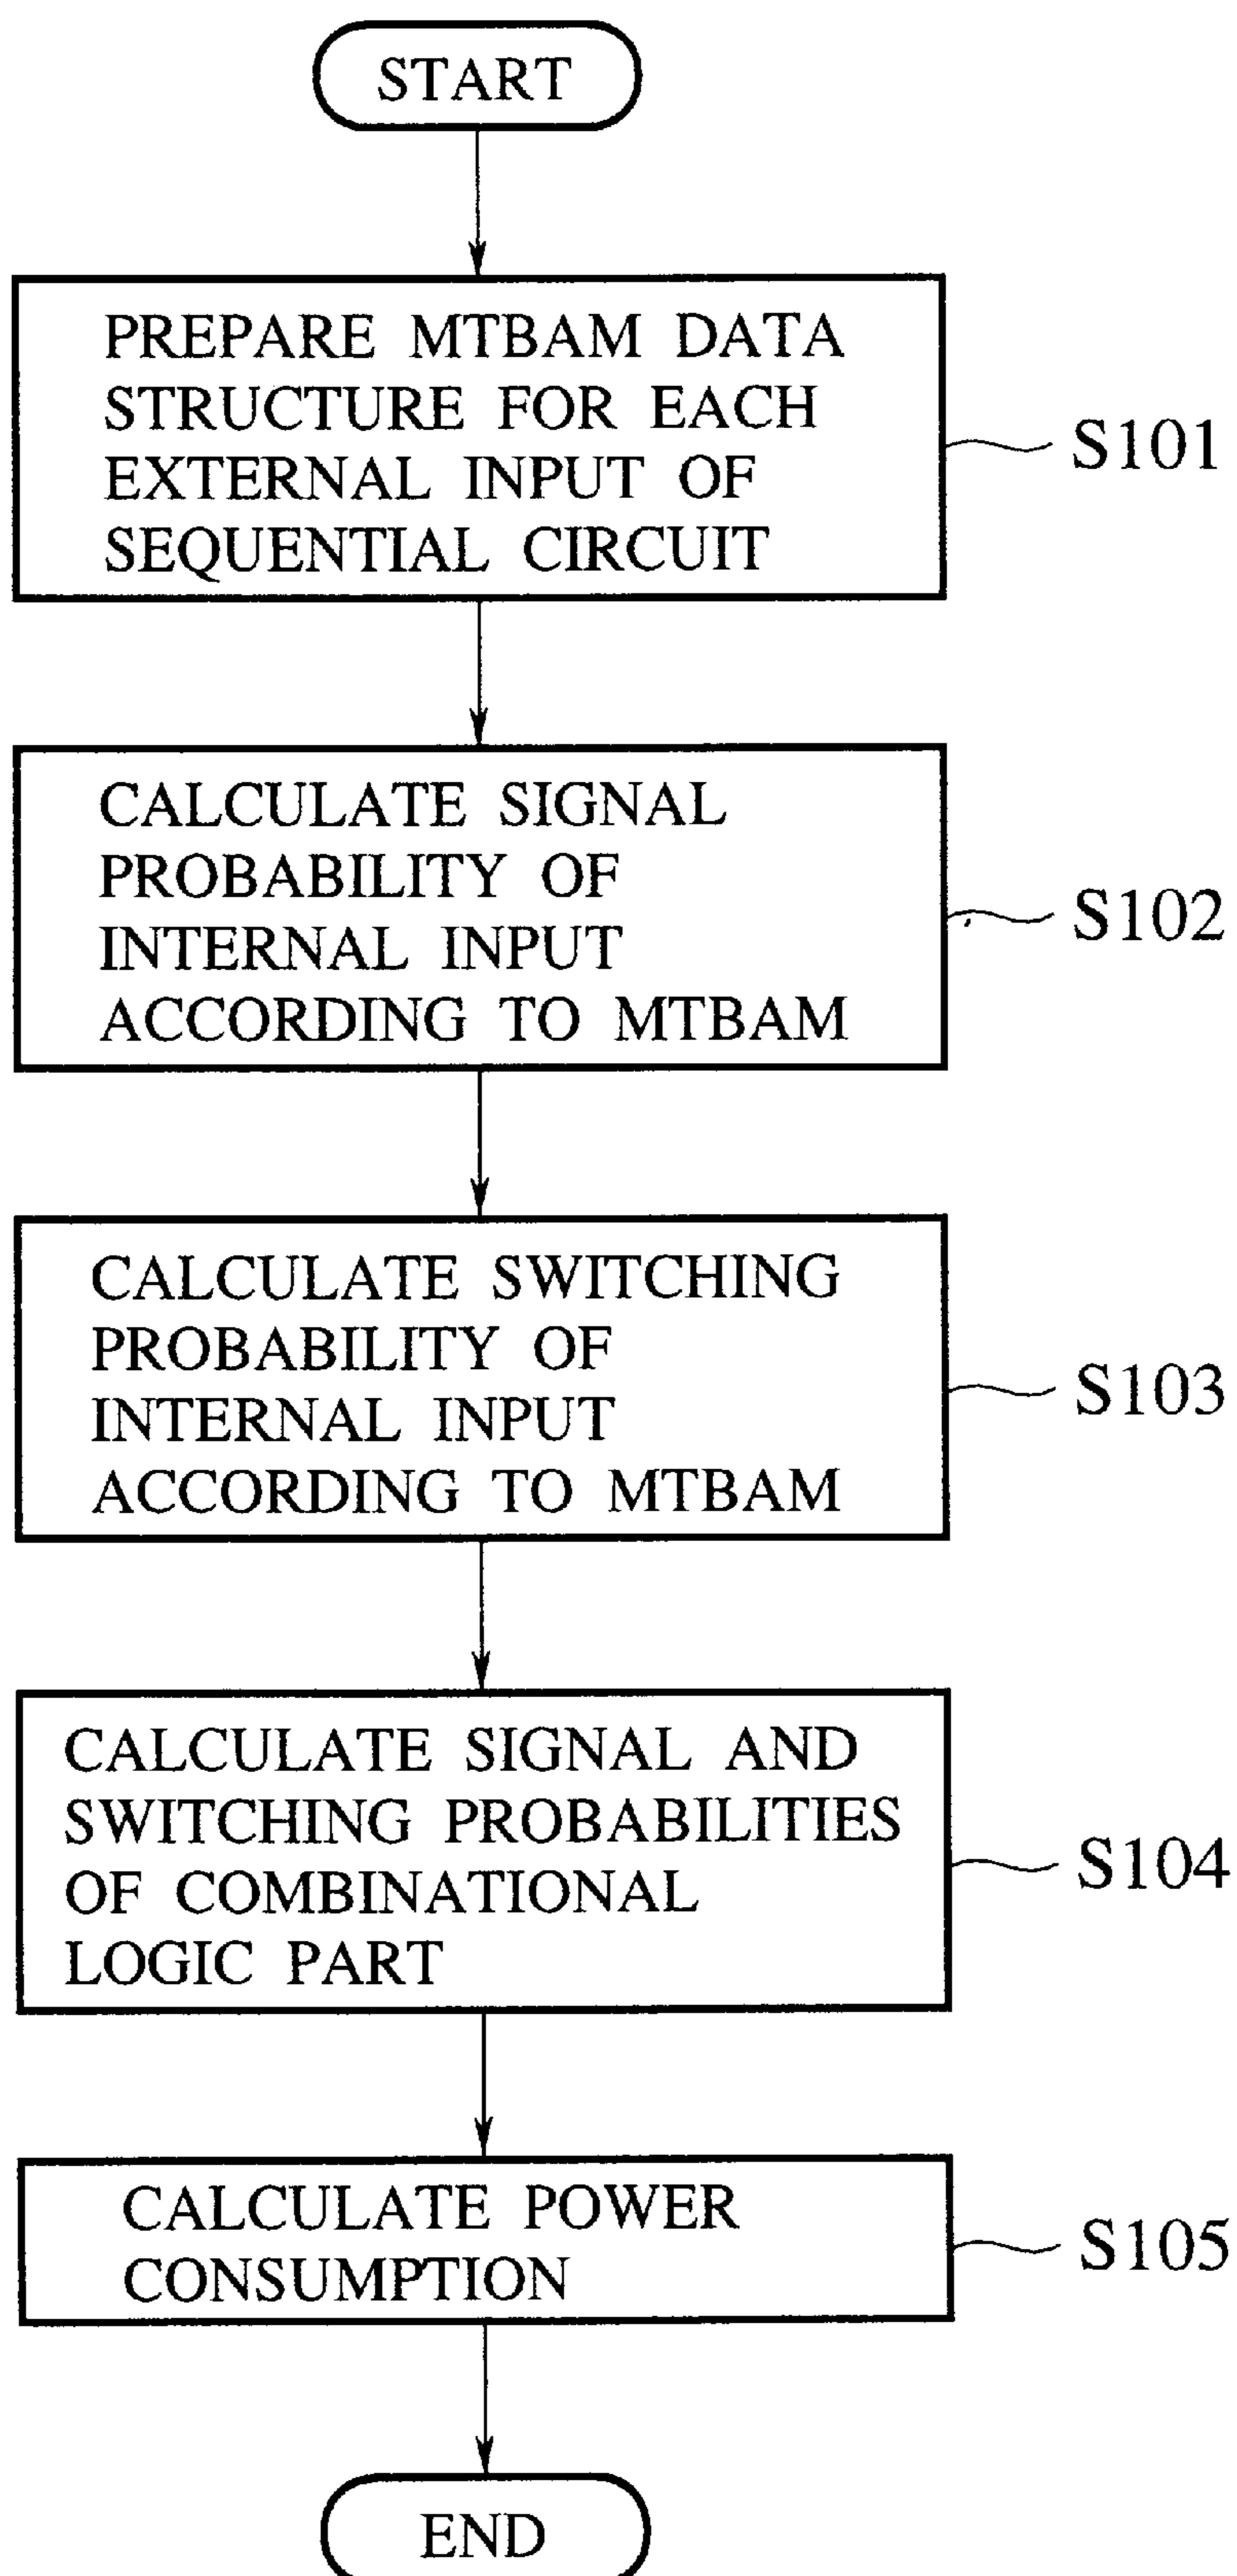 START
PREPARE MTBAM DATA
STRUCTURE FOR EACH
EXTERNAL INPUT OF
SEQUENTIAL CIRCUIT
S101
CALCULATE SIGNAL
PROBABILITY OF
INTERNAL INPUT
ACCORDING TO MTBAM
S102
CALCULATE SWITCHING
PROBABILITY OF
INTERNAL INPUT
ACCORDING TO MTBAM
S103
CALCULATE SIGNAL AND
SWITCHING PROBABILITIES
OF COMBINATIONAL
LOGIC PART
S104
CALCULATE POWER
CONSUMPTION
S105
END